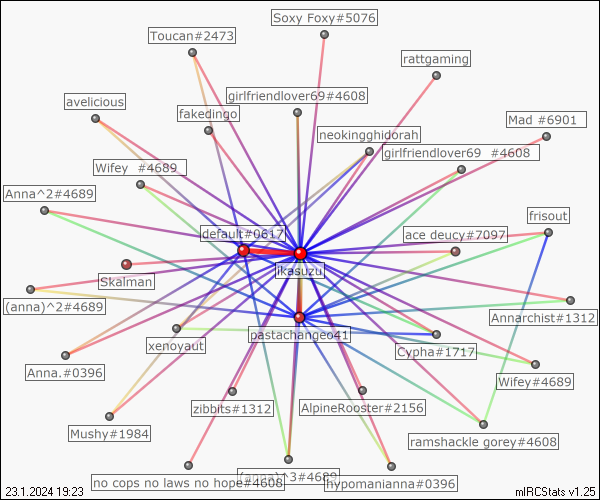 Soxy Foxy#5076
Toucan#2473
rattgaming
avelicious
girlfriendlover69#4608
fakedingo
Mad #6901
neokingghidorah
girlfriendlover69 #4608
Wifey #4689
Anna^2#4689
frisout
default#0617
ace deucy#7097
ikasuzu
Skalman
(anna)^2#4689
Annarchist#1312
pastachangeo41
xenoyaut
Cypha#1717
Anna.#0396
Wifey#4689
zibbits#1312
AlpineRooster#2156
Mushy#1984
ramshackle gorey#4608
(anna)^3#4689
no cops no laws no hope#4608
hypomanianna#0396
23.1.2024 19:23
mIRCStats v1.25